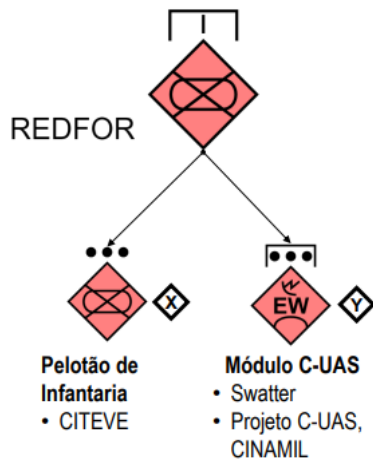 REDFOR
X
EW
Y
Pelotão de
Infantaria
• CITEVE
Módulo C-UAS
• Swatter
• Projeto C-UAS,
CINAMIL